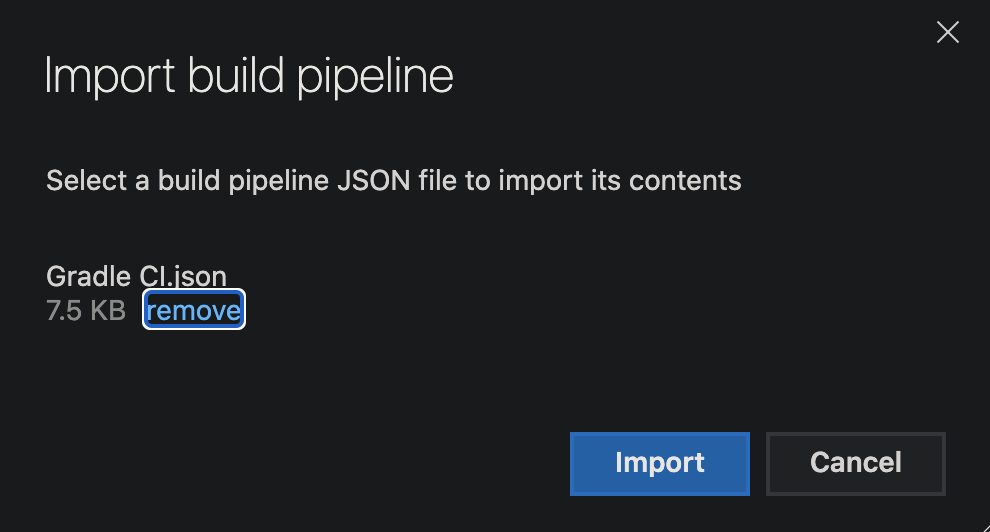 Import build pipeline
Select a build pipeline JSON file to import its contents
Gradle CI.json
7.5 KB remove
Import Cancel